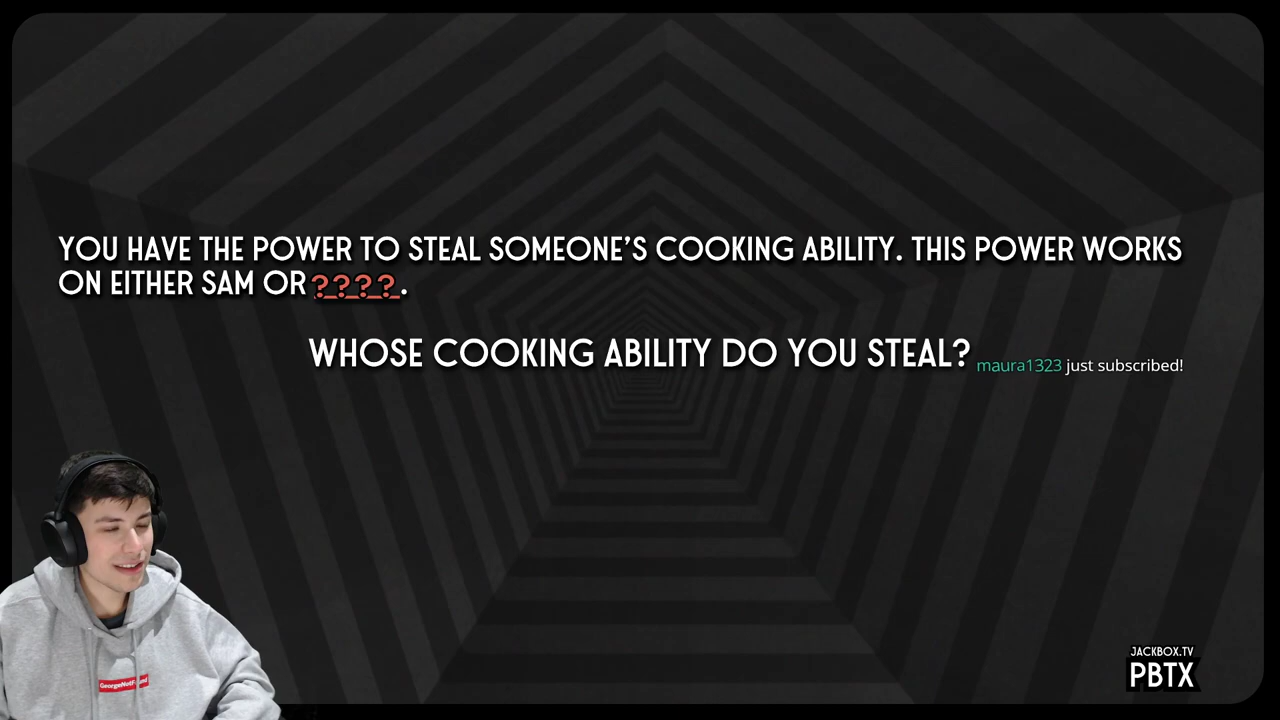 YOU HAVE THE POWER TO STEAL SOMEONE'S COOKING ABILITY. THIS POWER WORKS
ON EITHER SAM OR ????.
WHOSE COOKING ABILITY DO YOU STEAL?
maura1323 just subscribed!
JACKBOX.TV
PBTX